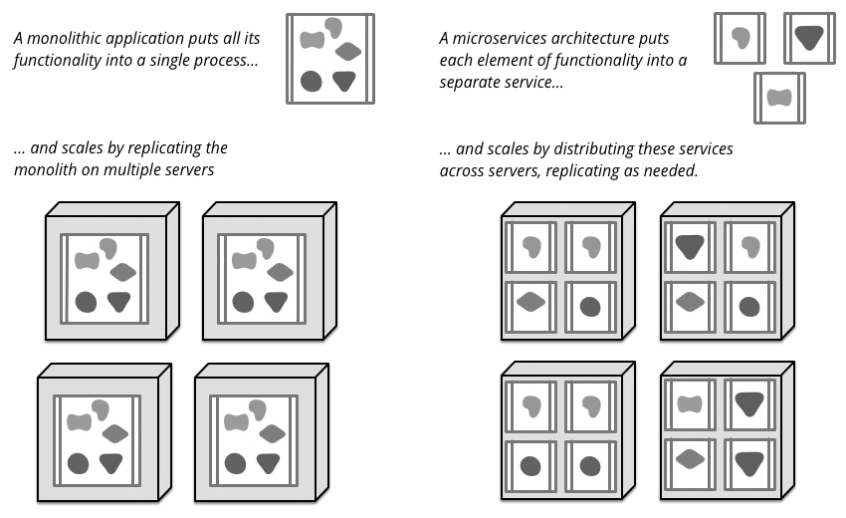 A monolithic application puts all its
functionality into a single process...
... and scales by replicating the
monolith on multiple servers
A microservices architecture puts
each element of functionality into a
separate service...
... and scales by distributing these services
across servers, replicating as needed.